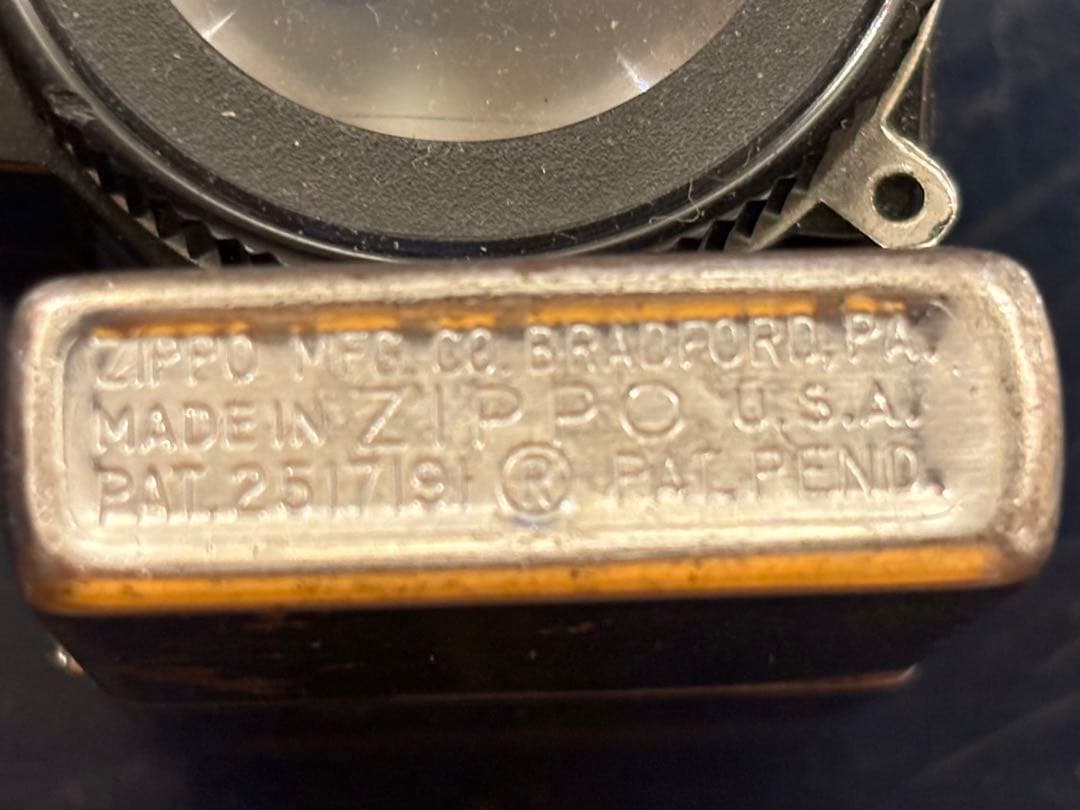 ZIPPO MFG. CO. BRADFORD, PA.
MADE IN ZIPPO U.S.A.
PAT. 2517191 ® PAT. PEND.